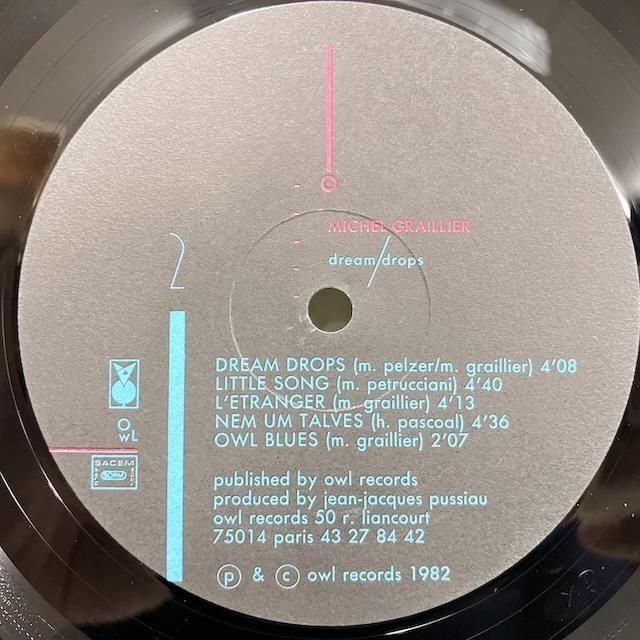 MICHEL GRAILLIER
dream/drops
2
DREAM DROPS (m. pelzer/m. graillier) 4'08
LITTLE SONG (m. petrucciani) 4'40
L'ETRANGER (m. graillier) 4'13
NEM UM TALVES (h. pascoal) 4'36
OWL BLUES (m. graillier) 2'07
OwL
SACEM
published by owl records
produced by jean-jacques pussiau
owl records 50 r. liancourt
75014 paris 43 27 84 42
ⓟ & ⓒ owl records 1982